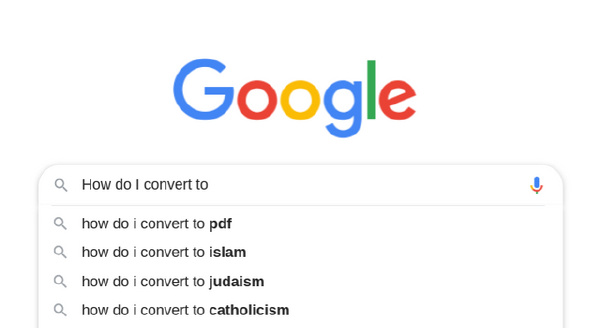 Google
How do I convert to
how do i convert to pdf
how do i convert to islam
how do i convert to judaism
how do i convert to catholicism